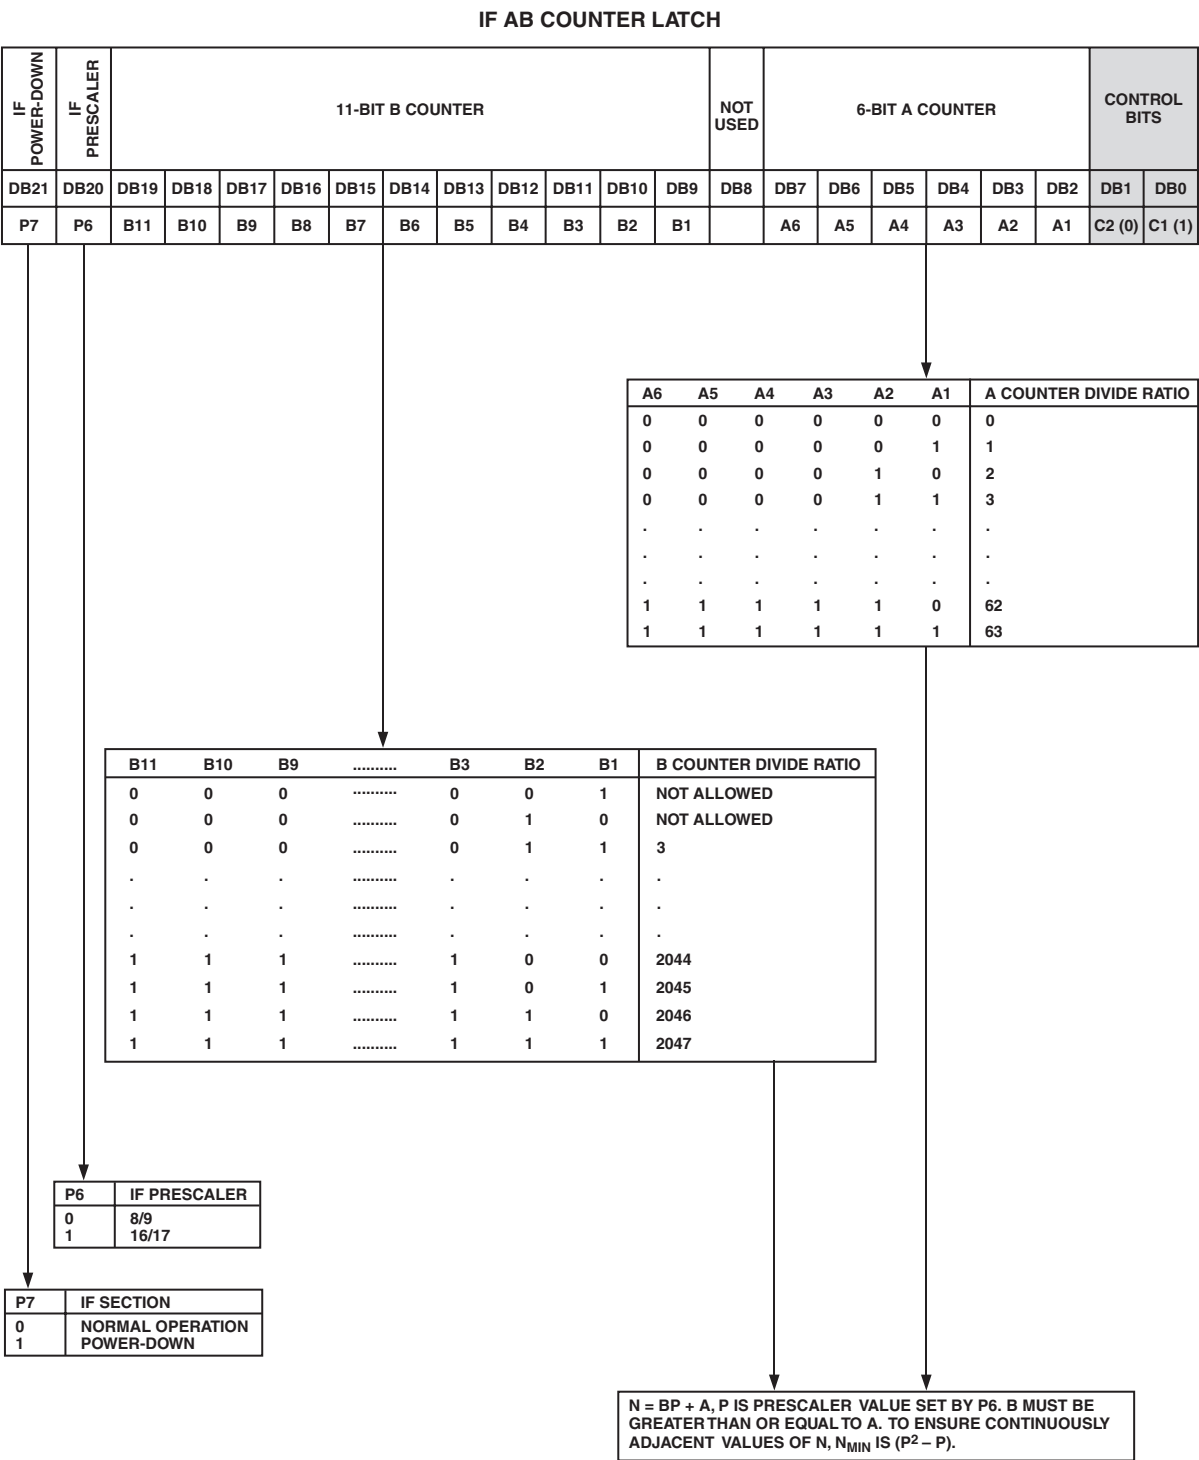 IF AB COUNTER LATCH
IF
POWER-DOWN
IF
PRESCALER
11-BIT B COUNTER
NOT
USED
6-BIT A COUNTER
CONTROL
BITS
DB21 DB20 DB19 DB18 DB17 DB16 DB15 DB14 DB13 DB12 DB11 DB10 DB9 DB8 DB7 DB6 DB5 DB4 DB3 DB2 DB1 DB0
P7 P6 B11 B10 B9 B8 B7 B6 B5 B4 B3 B2 B1 A6 A5 A4 A3 A2 A1 C2 (0) C1 (1)
A6 A5 A4 A3 A2 A1 A COUNTER DIVIDE RATIO
0 0 0 0 0 0 0
0 0 0 0 0 1 1
0 0 0 0 1 0 2
0 0 0 0 1 1 3
. . . . . . .
. . . . . . .
. . . . . . .
1 1 1 1 1 0 62
1 1 1 1 1 1 63
B11 B10 B9 .......... B3 B2 B1 B COUNTER DIVIDE RATIO
0 0 0 .......... 0 0 1 NOT ALLOWED
0 0 0 .......... 0 1 0 NOT ALLOWED
0 0 0 .......... 0 1 1 3
. . . .......... . . . .
. . . .......... . . . .
. . . .......... . . . .
1 1 1 .......... 1 0 0 2044
1 1 1 .......... 1 0 1 2045
1 1 1 .......... 1 1 0 2046
1 1 1 .......... 1 1 1 2047
P6 IF PRESCALER
0 8/9
1 16/17
P7 IF SECTION
0 NORMAL OPERATION
1 POWER-DOWN
N = BP + A, P IS PRESCALER VALUE SET BY P6. B MUST BE
GREATER THAN OR EQUAL TO A. TO ENSURE CONTINUOUSLY
ADJACENT VALUES OF N, NMIN IS (P² – P).